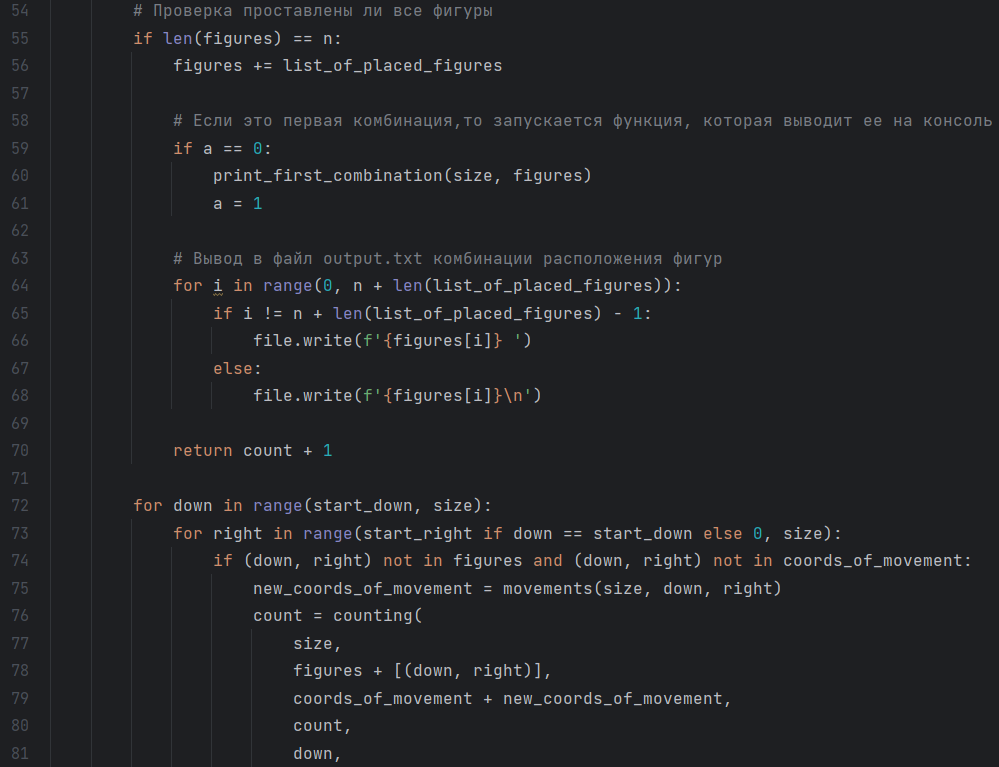 54 # Проверка проставлены ли все фигуры
55 if len(figures) == n:
56 figures += list_of_placed_figures
57
58 # Если это первая комбинация,то запускается функция, которая выводит ее на консоль
59 if a == 0:
60 print_first_combination(size, figures)
61 a = 1
62
63 # Вывод в файл output.txt комбинации расположения фигур
64 for i in range(0, n + len(list_of_placed_figures)):
65 if i != n + len(list_of_placed_figures) - 1:
66 file.write(f'{figures[i]} ')
67 else:
68 file.write(f'{figures[i]}\n')
69
70 return count + 1
71
72 for down in range(start_down, size):
73 for right in range(start_right if down == start_down else 0, size):
74 if (down, right) not in figures and (down, right) not in coords_of_movement:
75 new_coords_of_movement = movements(size, down, right)
76 count = counting(
77 size,
78 figures + [(down, right)],
79 coords_of_movement + new_coords_of_movement,
80 count,
81 down,